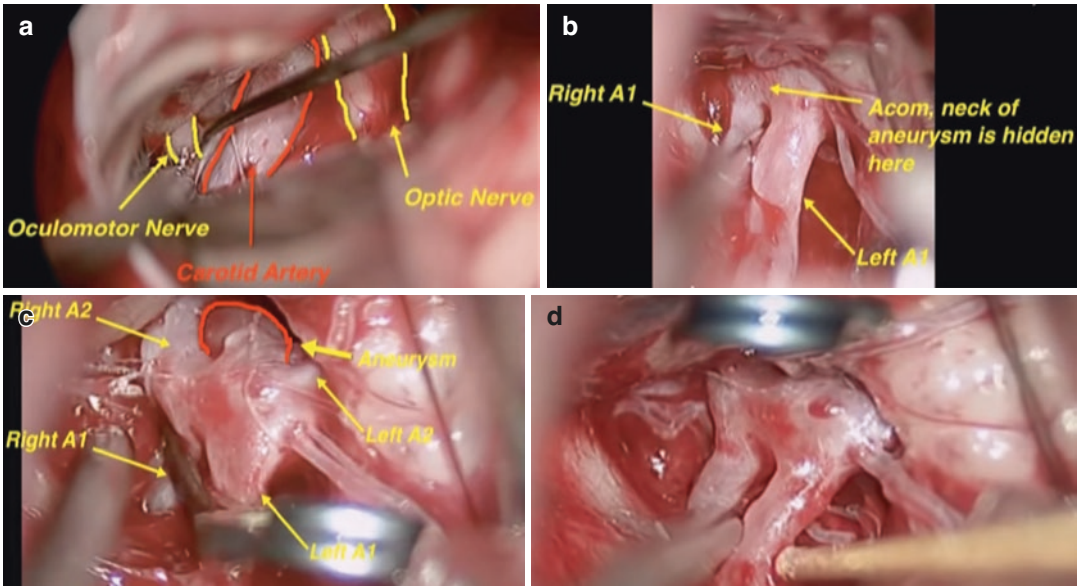 a
Oculomotor Nerve
Carotid Artery
Optic Nerve
b
Right A1
Acom, neck of
aneurysm is hidden
here
Left A1
c
Right A2
Aneurysm
Left A2
Right A1
Left A1
d